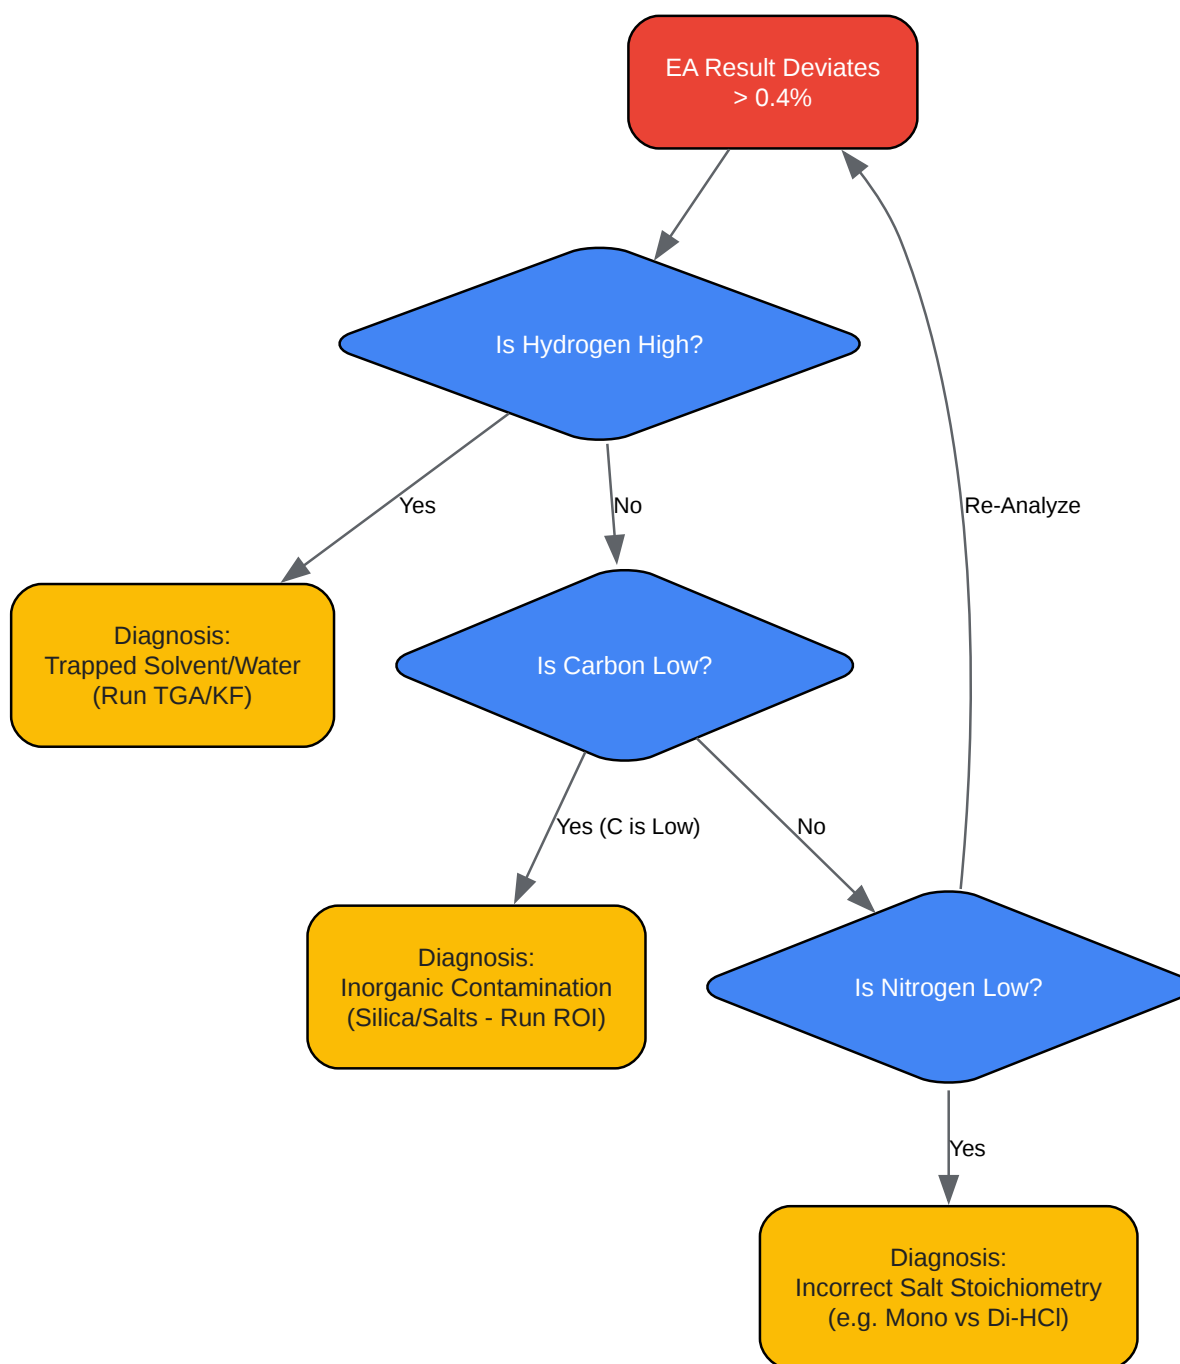 EA Result Deviates
> 0.4%
Is Hydrogen High?
Yes
No
Re-Analyze
Diagnosis:
Trapped Solvent/Water
(Run TGA/KF)
Is Carbon Low?
Yes (C is Low)
No
Diagnosis:
Inorganic Contamination
(Silica/Salts - Run ROI)
Is Nitrogen Low?
Yes
Diagnosis:
Incorrect Salt Stoichiometry
(e.g. Mono vs Di-HCl)